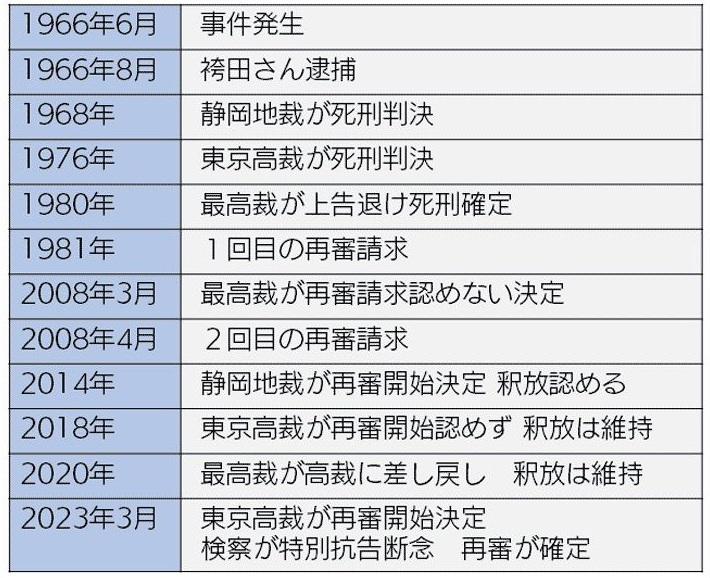 1966年6月 事件発生
1966年8月 袴田さん逮捕
1968年 静岡地裁が死刑判決
1976年 東京高裁が死刑判決
1980年 最高裁が上告退け死刑確定
1981年 １回目の再審請求
2008年3月 最高裁が再審請求認めない決定
2008年4月 ２回目の再審請求
2014年 静岡地裁が再審開始決定 釈放認める
2018年 東京高裁が再審開始認めず 釈放は維持
2020年 最高裁が高裁に差し戻し　釈放は維持
2023年3月 東京高裁が再審開始決定
検察が特別抗告断念　再審が確定